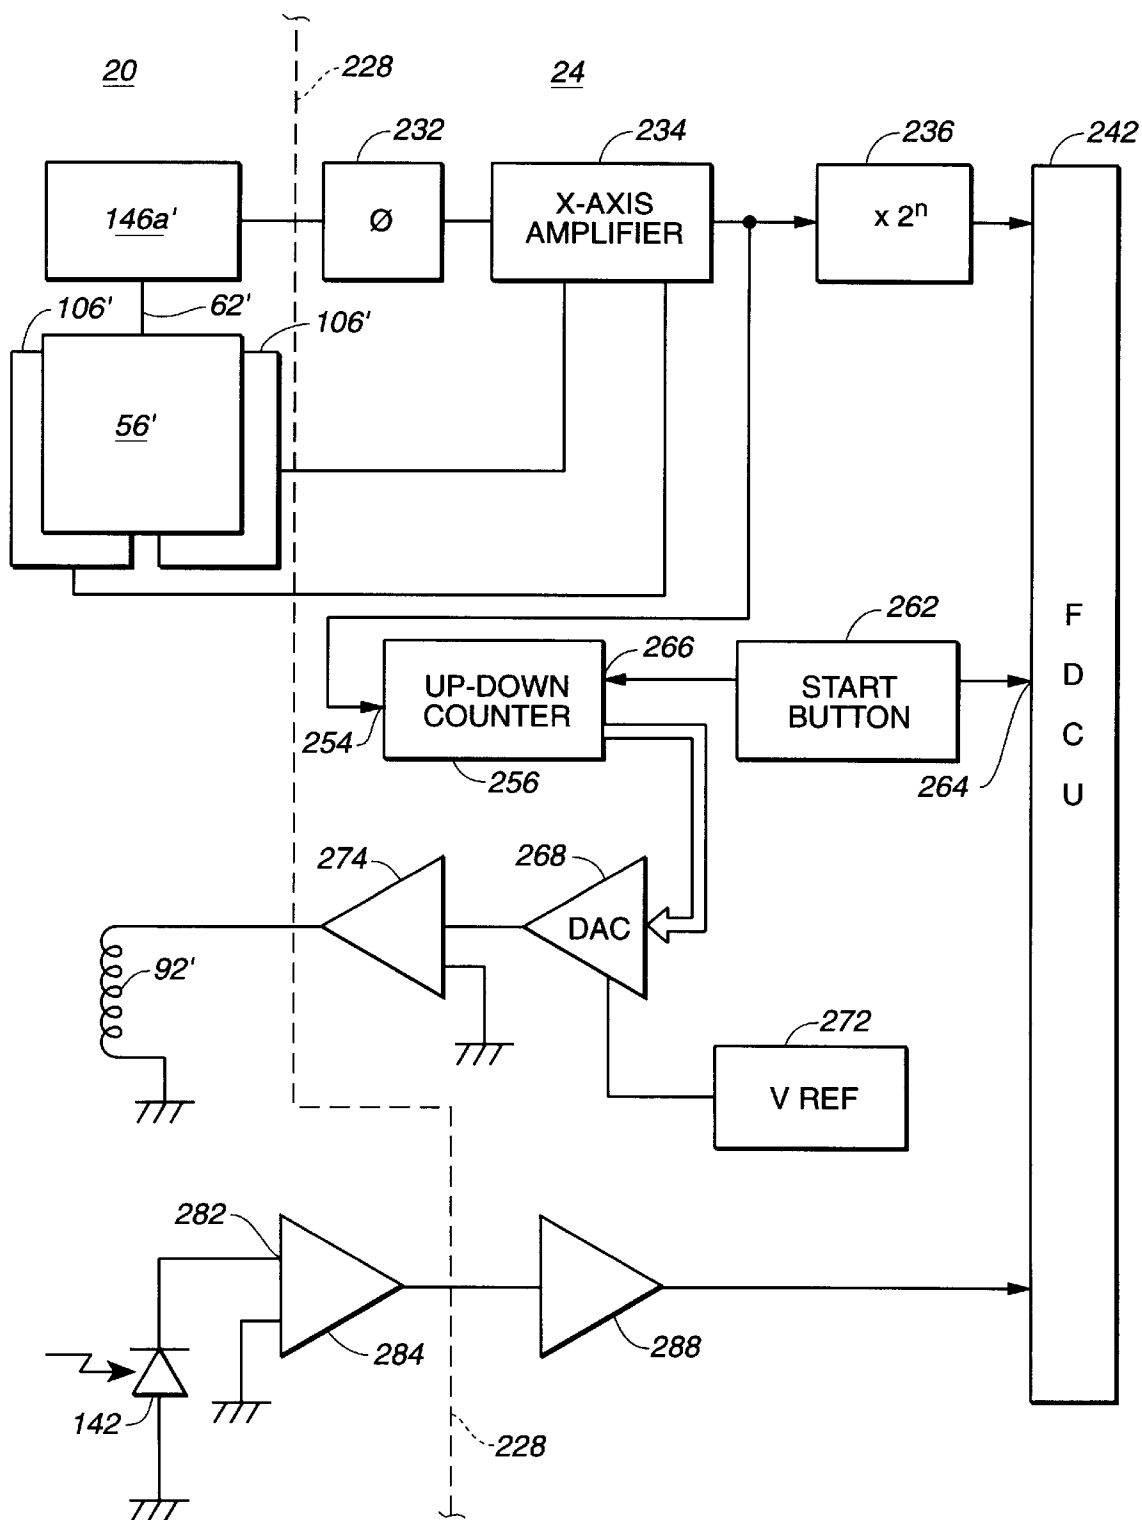 20
228
24
232
234
236
242
146a'
Ø
X-AXIS
AMPLIFIER
x 2ⁿ
106'
62'
106'
56'
262
266
F
D
C
U
UP-DOWN
COUNTER
START
BUTTON
254
256
264
274
268
DAC
92'
272
V REF
282
284
288
142
228